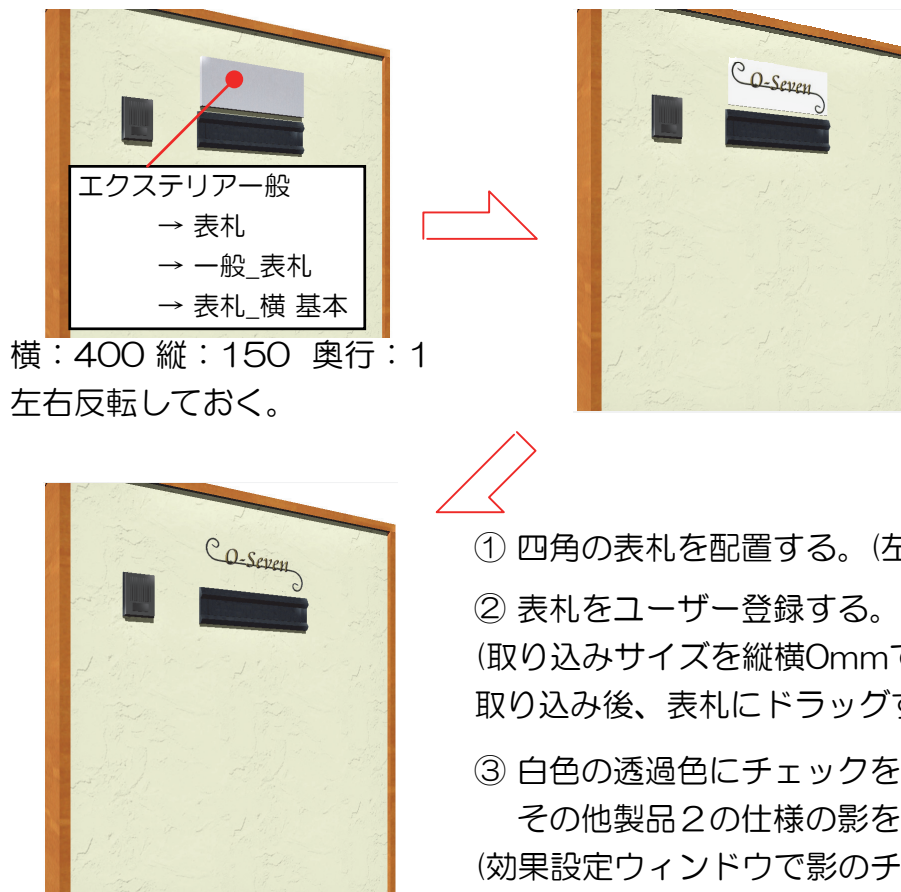 エクステリア一般
→ 表札
→ 一般_表札
→ 表札_横 基本
横：400 縦：150 奥行：1
左右反転しておく。
O-Seven
O-Seven
① 四角の表札を配置する。(左
② 表札をユーザー登録する。
(取り込みサイズを縦横0mmで
取り込み後、表札にドラッグす
③ 白色の透過色にチェックを
その他製品２の仕様の影を
(効果設定ウィンドウで影のチ